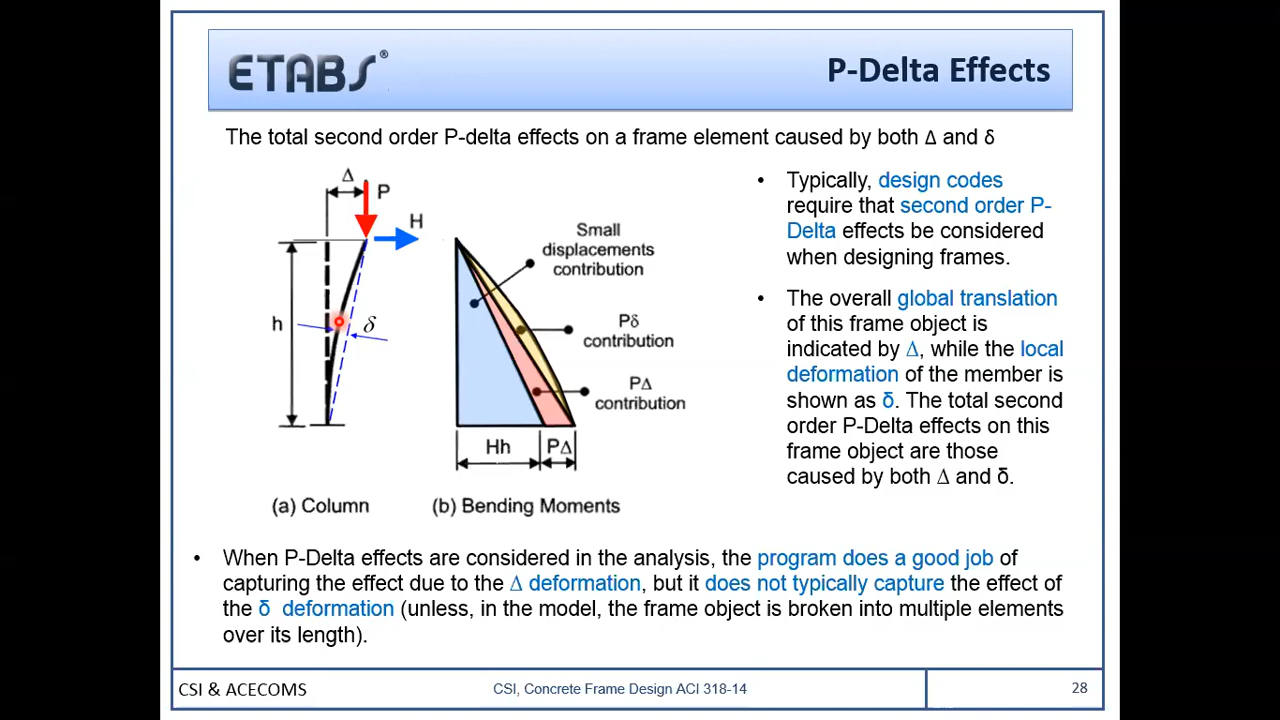 ETABS®
P-Delta Effects
The total second order P-delta effects on a frame element caused by both Δ and δ
Δ
P
H
h
δ
(a) Column
Small
displacements
contribution
Pδ
contribution
PΔ
contribution
Hh
PΔ
(b) Bending Moments
• Typically, design codes
require that second order P-
Delta effects be considered
when designing frames.
• The overall global translation
of this frame object is
indicated by Δ, while the local
deformation of the member is
shown as δ. The total second
order P-Delta effects on this
frame object are those
caused by both Δ and δ.
• When P-Delta effects are considered in the analysis, the program does a good job of
capturing the effect due to the Δ deformation, but it does not typically capture the effect of
the δ deformation (unless, in the model, the frame object is broken into multiple elements
over its length).
CSI & ACECOMS
CSI, Concrete Frame Design ACI 318-14
28